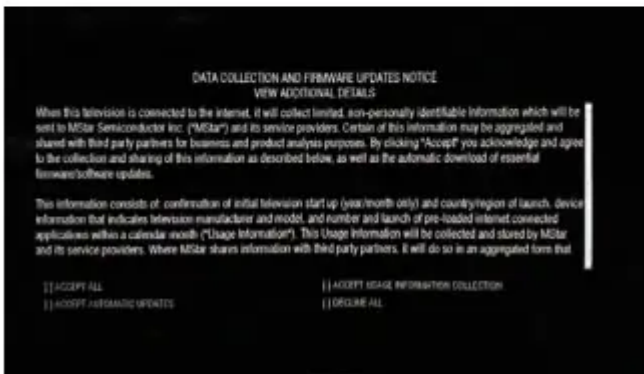 DATA COLLECTION AND FIRMWARE UPDATES NOTICE
VIEW ADDITIONAL DETAILS
When this television is connected to the internet, it will collect limited, non-personally identifiable information which will be
sent to MStar Semiconductor Inc. ("MStar") and its service providers. Certain of this information may be aggregated and
shared with third party partners for business and product analysis purposes. By clicking "Accept" you acknowledge and agree
to the collection and sharing of this information as described below, as well as the automatic download of essential
firmware/software updates.
This information consists of: confirmation of initial television start up (year/month only) and country/region of launch, device
information that indicates television manufacturer and model, and number and launch of pre-loaded internet connected
applications within a calendar month ("Usage Information"). This Usage Information will be collected and stored by MStar
and its service providers. Where MStar shares information with third party partners, it will do so in an aggregated form that
[ ] ACCEPT ALL
[ ] ACCEPT USAGE INFORMATION COLLECTION
[ ] ACCEPT AUTOMATIC UPDATES
[ ] DECLINE ALL